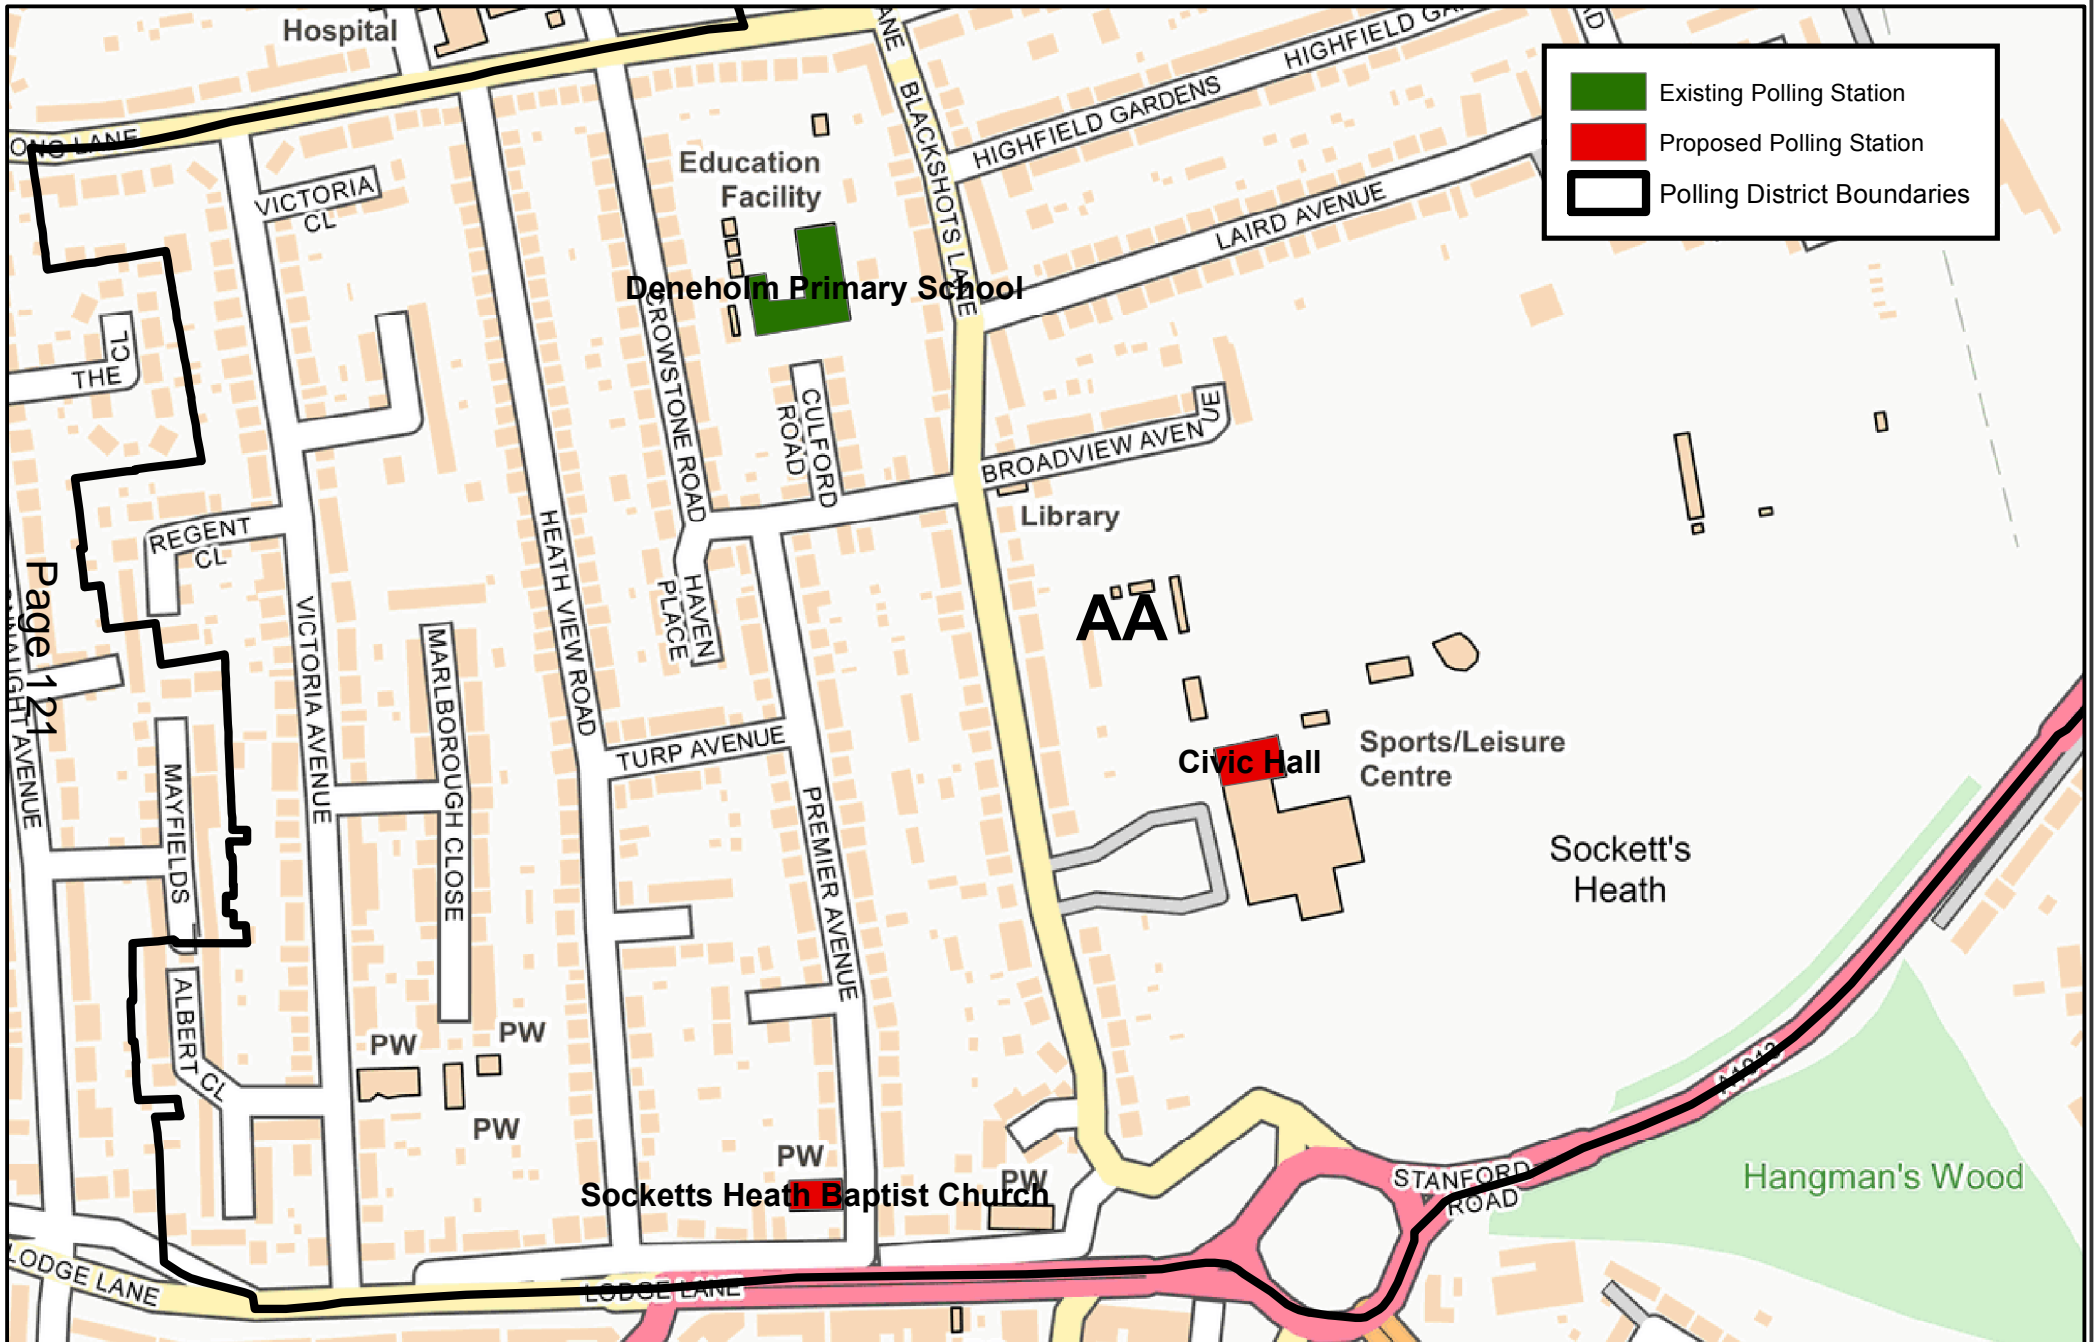 Hospital
LONG LANE
Existing Polling Station
Proposed Polling Station
Polling District Boundaries
HIGHFIELD GARDENS
BLACKSHOTS LANE
Education
Facility
VICTORIA
CL
LAIRD AVENUE
Deneholm Primary School
CROWSTONE ROAD
THE
CL
CULFORD
ROAD
BROADVIEW AVENUE
Library
REGENT
CL
HEATH VIEW ROAD
HAVEN
PLACE
Page 121
VICTORIA AVENUE
MARLBOROUGH CLOSE
AA
TURP AVENUE
Civic Hall
Sports/Leisure
Centre
MAYFIELDS
PREMIER AVENUE
Sockett's
Heath
ALBERT CL
PW
PW
PW
A1013
PW
PW
Socketts Heath Baptist Church
STANFORD
ROAD
Hangman's Wood
LODGE LANE
LODGE LANE